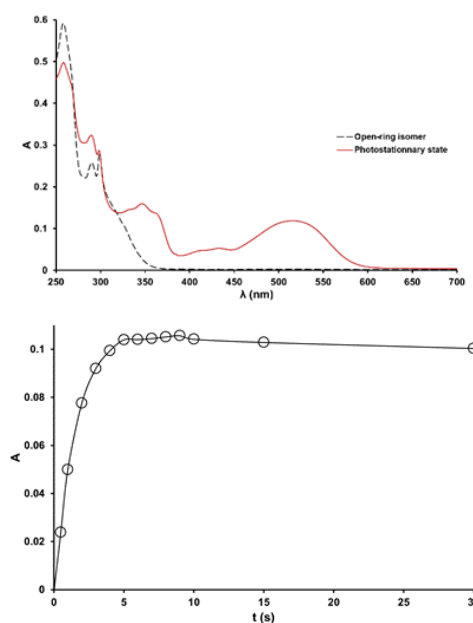 0.6
0.5
0.4
0.3
0.2
0.1
0
A
250 300 350 400 450 500 550 600 650 700
λ (nm)
Open-ring isomer
Photostationnary state
0.1
0.08
0.06
0.04
0.02
0
A
0 5 10 15 20 25 30
t (s)